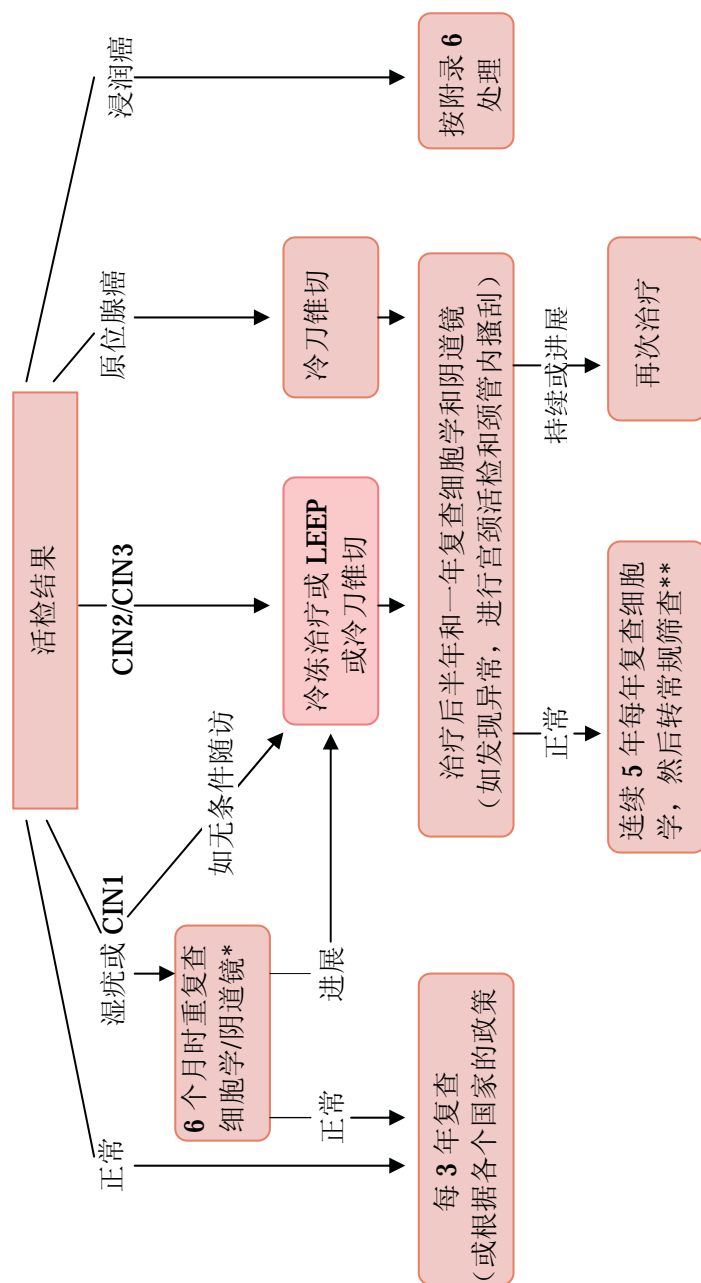 活检结果
正常
湿疣或 CIN1
CIN2/CIN3
原位腺癌
浸润癌
6 个月时重复查
细胞学/阴道镜*
如无条件随访
正常
进展
冷冻治疗或 LEEP
或冷刀锥切
冷刀锥切
按附录 6
处理
每 3 年复查
(或根据各个国家的政策
治疗后半年和一年复查细胞学和阴道镜
（如发现异常，进行宫颈活检和颈管内搔刮）
正常
持续或进展
连续 5 年每年复查细胞
学，然后转常规筛查**
再次治疗